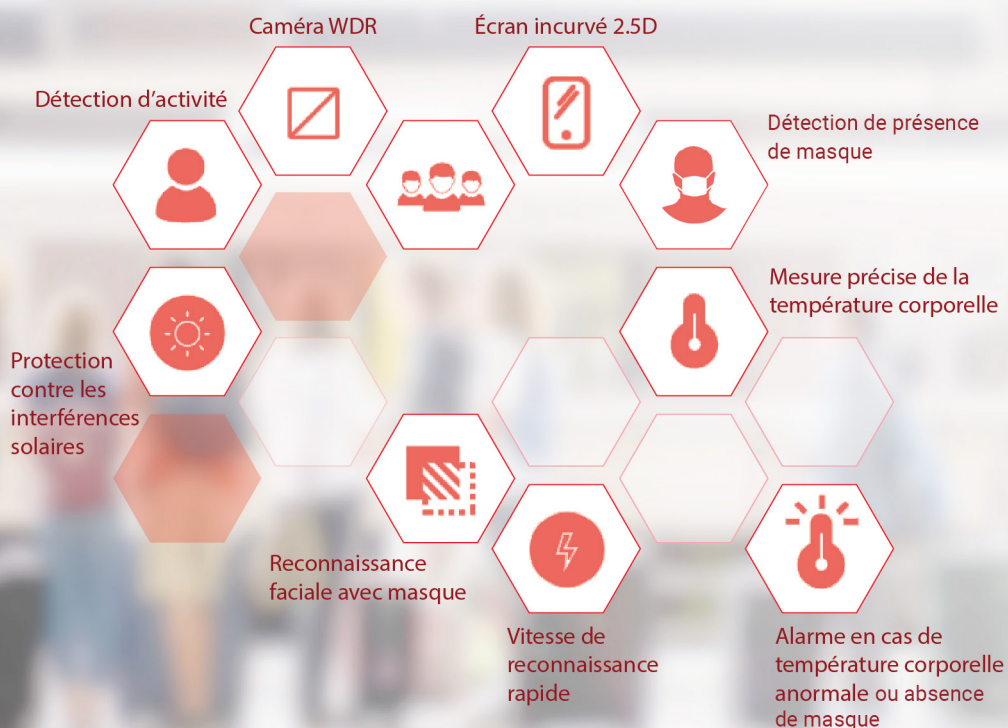 Caméra WDR
Écran incurvé 2.5D
Détection d’activité
Détection de présence
de masque
Mesure précise de la
température corporelle
Protection
contre les
interférences
solaires
Reconnaissance
faciale avec masque
Vitesse de
reconnaissance
rapide
Alarme en cas de
température corporelle
anormale ou absence
de masque